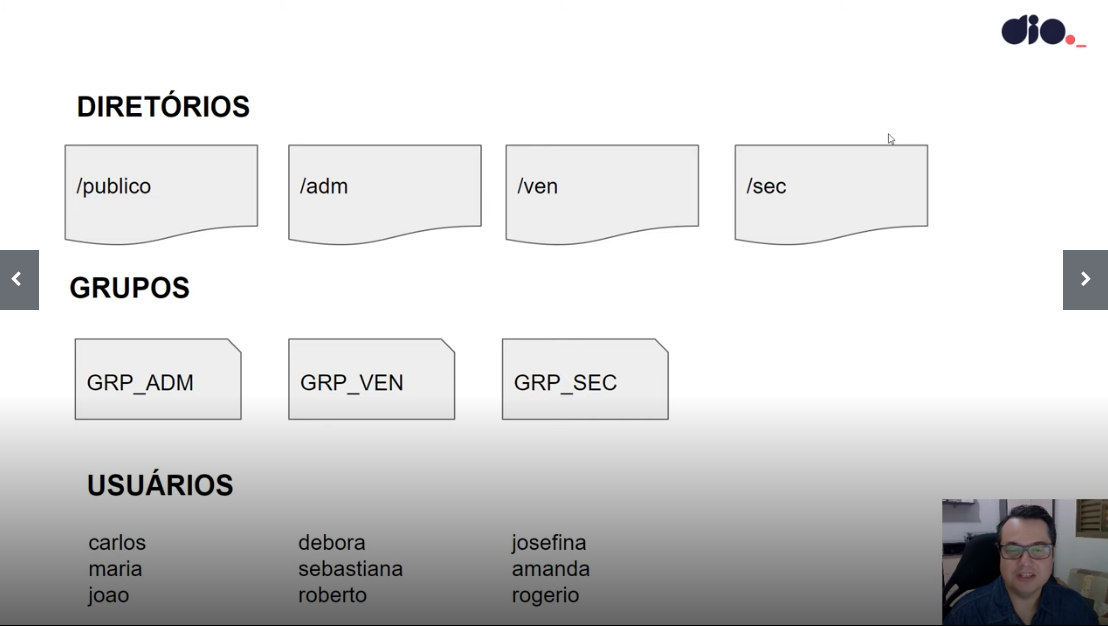 dio._
DIRETÓRIOS
/publico /adm /ven /sec
GRUPOS
GRP_ADM GRP_VEN GRP_SEC
USUÁRIOS
carlos debora josefina
maria sebastiana amanda
joao roberto rogerio